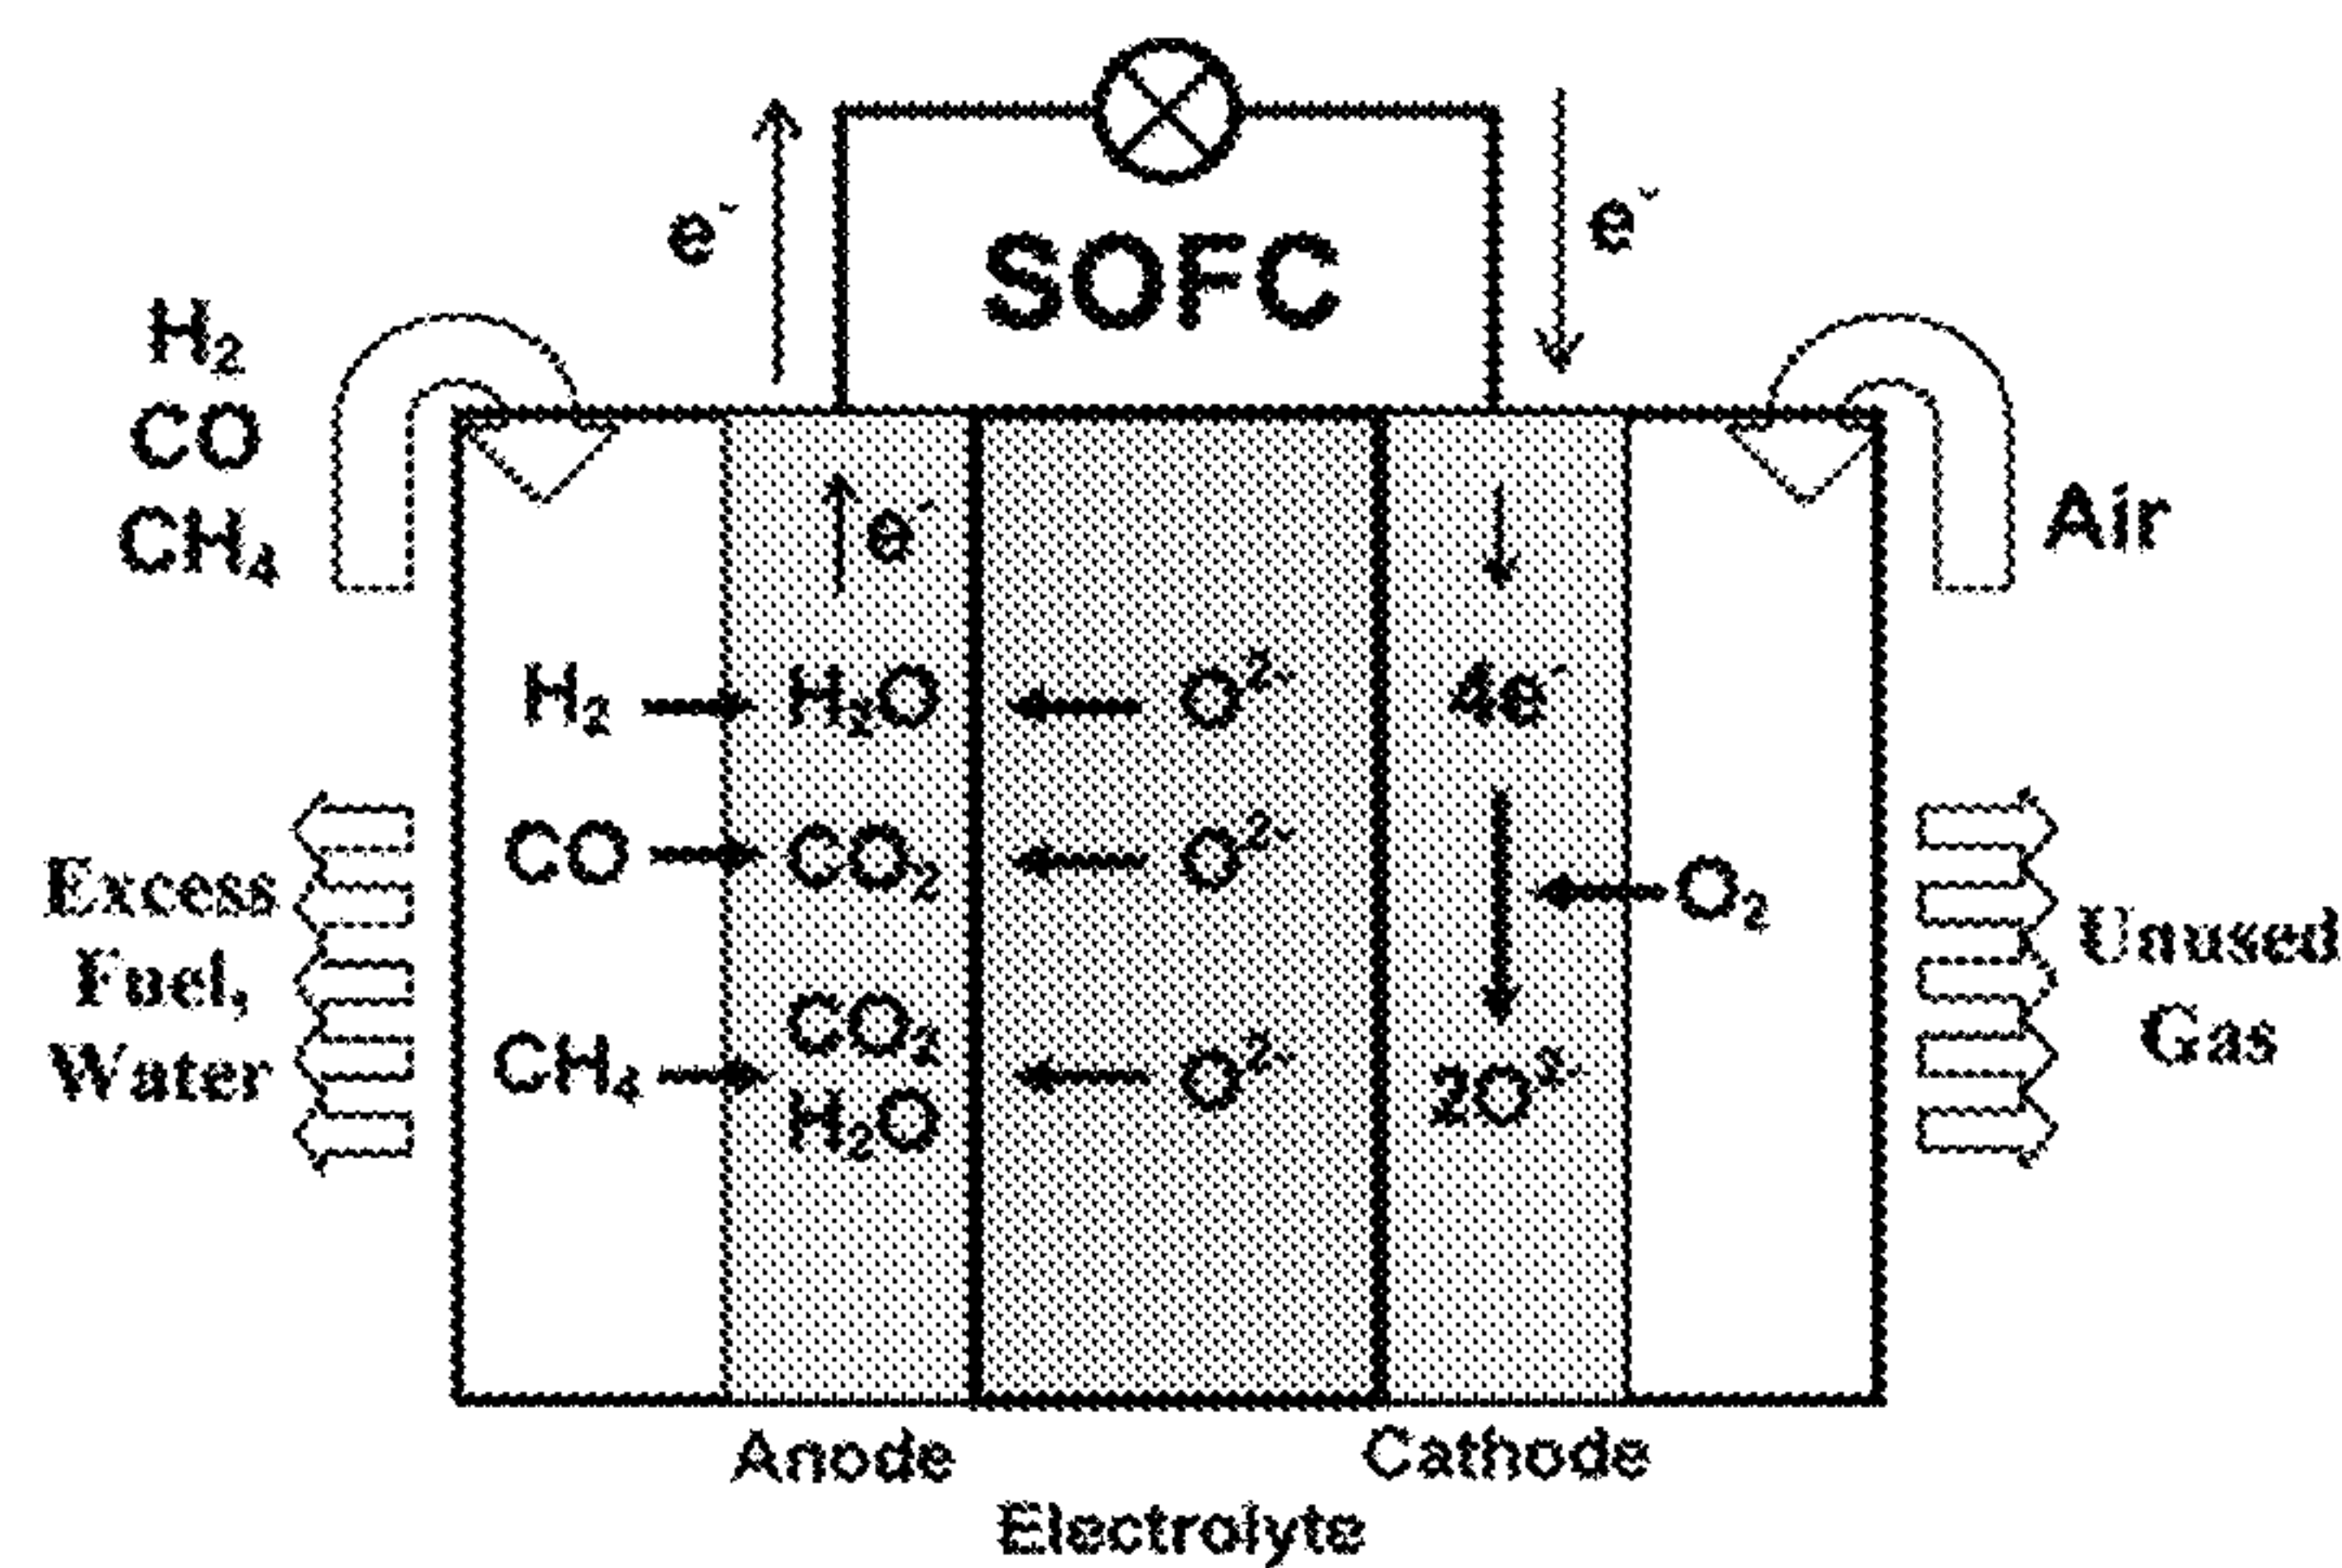 e⁻
e⁻
SOFC
H₂
CO
CH₄
Air
e⁻
H₂ H₂O O²⁻ 4e⁻
CO CO₂ O²⁻ O₂
Excess
Fuel,
Water
Unused
Gas
CH₄ CO₂ H₂O O²⁻ 2O²⁻
Anode
Cathode
Electrolyte